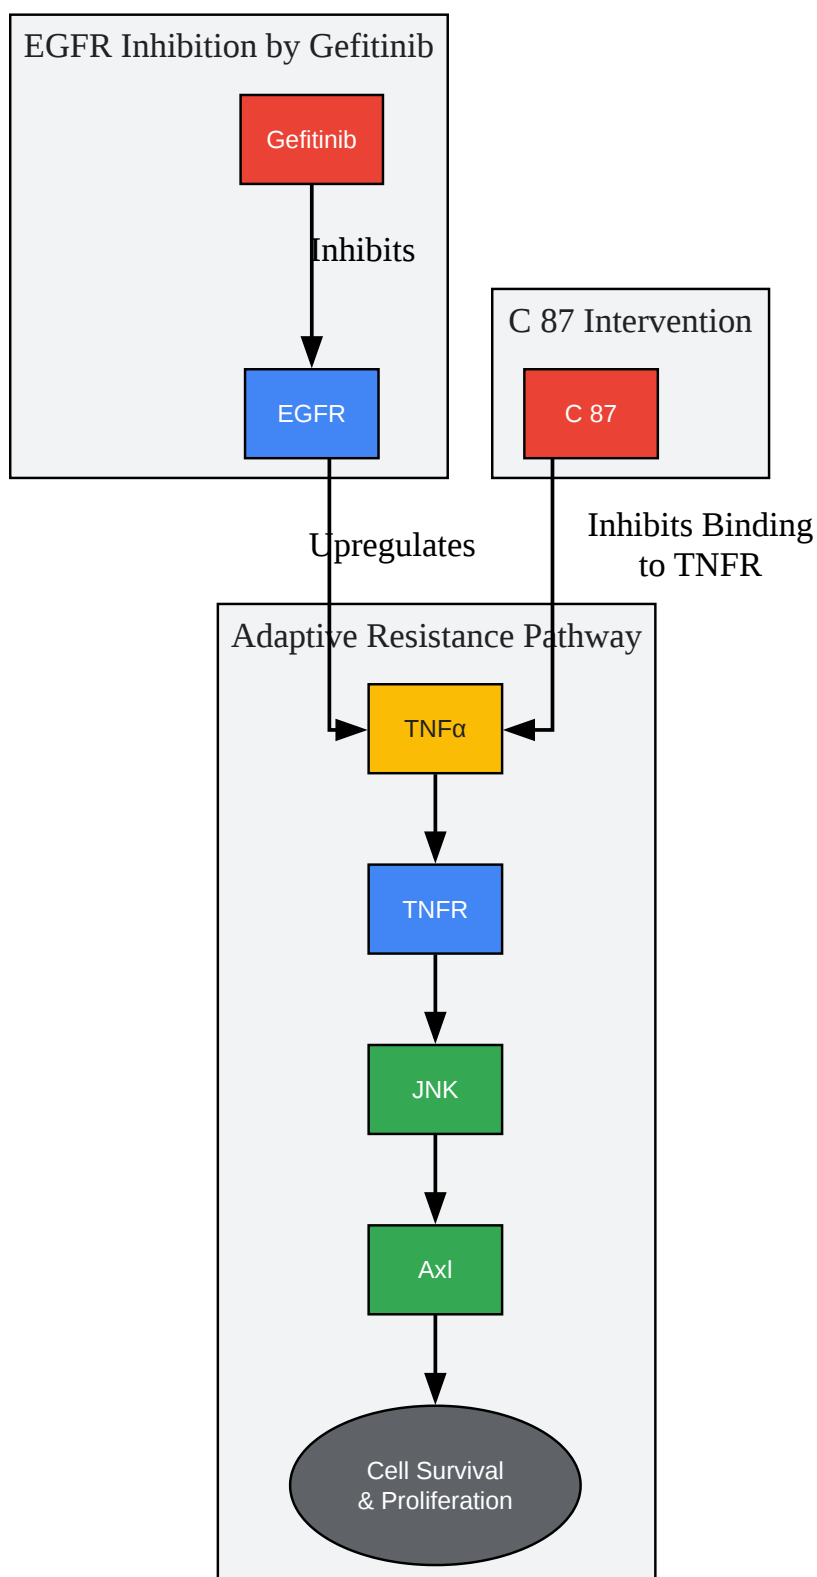 EGFR Inhibition by Gefitinib
Gefitinib
Inhibits
C 87 Intervention
EGFR
C 87
Upregulates
Inhibits Binding
to TNFR
Adaptive Resistance Pathway
TNFα
TNFR
JNK
Axl
Cell Survival
& Proliferation